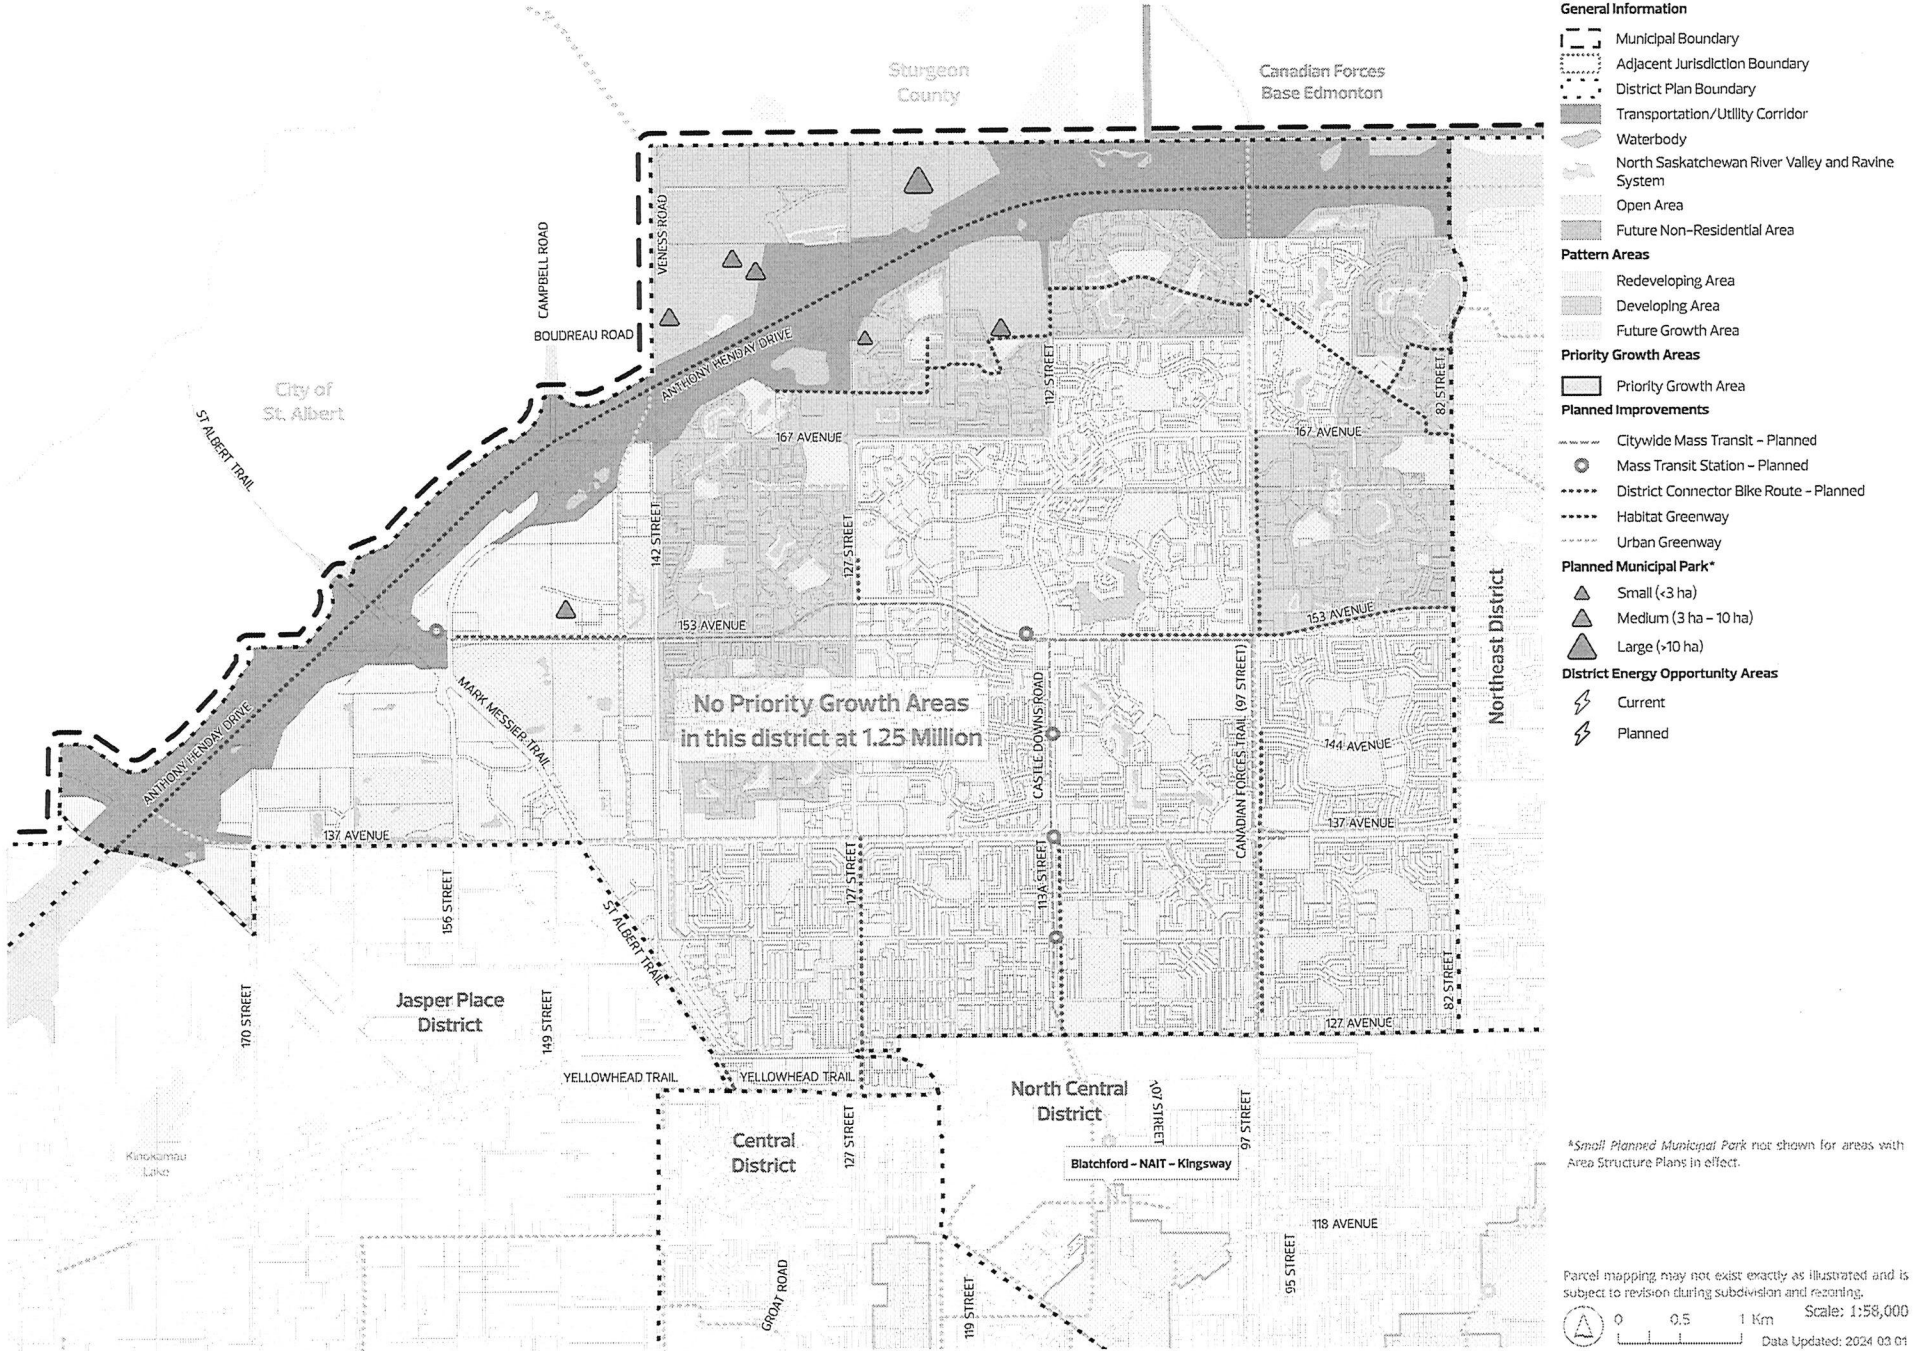 General Information
Municipal Boundary
Adjacent Jurisdiction Boundary
District Plan Boundary
Transportation/Utility Corridor
Waterbody
North Saskatchewan River Valley and Ravine
System
Open Area
Future Non-Residential Area
Pattern Areas
Redeveloping Area
Developing Area
Future Growth Area
Priority Growth Areas
Priority Growth Area
Planned Improvements
Citywide Mass Transit - Planned
Mass Transit Station - Planned
District Connector Bike Route - Planned
Habitat Greenway
Urban Greenway
Planned Municipal Park*
Small (<3 ha)
Medium (3 ha - 10 ha)
Large (>10 ha)
District Energy Opportunity Areas
Current
Planned
Sturgeon
County
Canadian Forces
Base Edmonton
CAMPBELL ROAD
VENESS ROAD
BOUDREAU ROAD
City of
St. Albert
ST ALBERT TRAIL
ANTHONY HENDAY DRIVE
112 STREET
82 STREET
167 AVENUE
167 AVENUE
142 STREET
127 STREET
153 AVENUE
153 AVENUE
Northeast District
MARK MESSIER TRAIL
No Priority Growth Areas
in this district at 1.25 Million
CASTLE DOWNS ROAD
CANADIAN FORCES TRAIL (97 STREET)
144 AVENUE
ANTHONY HENDAY DRIVE
137 AVENUE
137 AVENUE
156 STREET
127 STREET
113A STREET
ST ALBERT TRAIL
82 STREET
170 STREET
Jasper Place
District
149 STREET
127 AVENUE
YELLOWHEAD TRAIL
YELLOWHEAD TRAIL
North Central
District
107 STREET
97 STREET
Central
District
127 STREET
Kinokamau
Lake
Blatchford - NAIT - Kingsway
118 AVENUE
GROAT ROAD
119 STREET
95 STREET
*Small Planned Municipal Park not shown for areas with
Area Structure Plans in effect.
Parcel mapping may not exist exactly as illustrated and is
subject to revision during subdivision and rezoning.
Scale: 1:58,000
0 0.5 1 Km
Data Updated: 2024 03 01